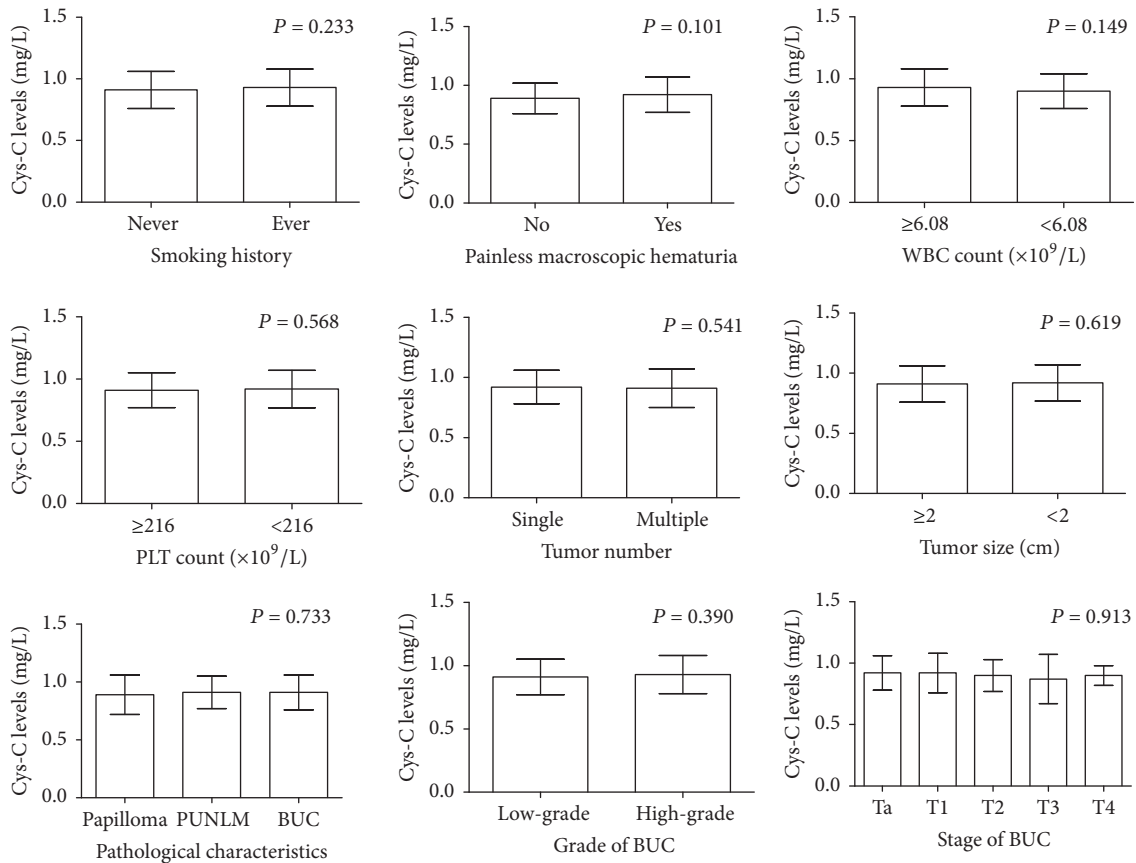 P = 0.233
Cys-C levels (mg/L)
1.5
1.0
0.5
0.0
Never Ever
Smoking history
P = 0.101
Cys-C levels (mg/L)
1.5
1.0
0.5
0.0
No Yes
Painless macroscopic hematuria
P = 0.149
Cys-C levels (mg/L)
1.5
1.0
0.5
0.0
≥6.08 <6.08
WBC count (×10⁹/L)
P = 0.568
Cys-C levels (mg/L)
1.5
1.0
0.5
0.0
≥216 <216
PLT count (×10⁹/L)
P = 0.541
Cys-C levels (mg/L)
1.5
1.0
0.5
0.0
Single Multiple
Tumor number
P = 0.619
Cys-C levels (mg/L)
1.5
1.0
0.5
0.0
≥2 <2
Tumor size (cm)
P = 0.733
Cys-C levels (mg/L)
1.5
1.0
0.5
0.0
Papilloma PUNLM BUC
Pathological characteristics
P = 0.390
Cys-C levels (mg/L)
1.5
1.0
0.5
0.0
Low-grade High-grade
Grade of BUC
P = 0.913
Cys-C levels (mg/L)
1.5
1.0
0.5
0.0
Ta T1 T2 T3 T4
Stage of BUC